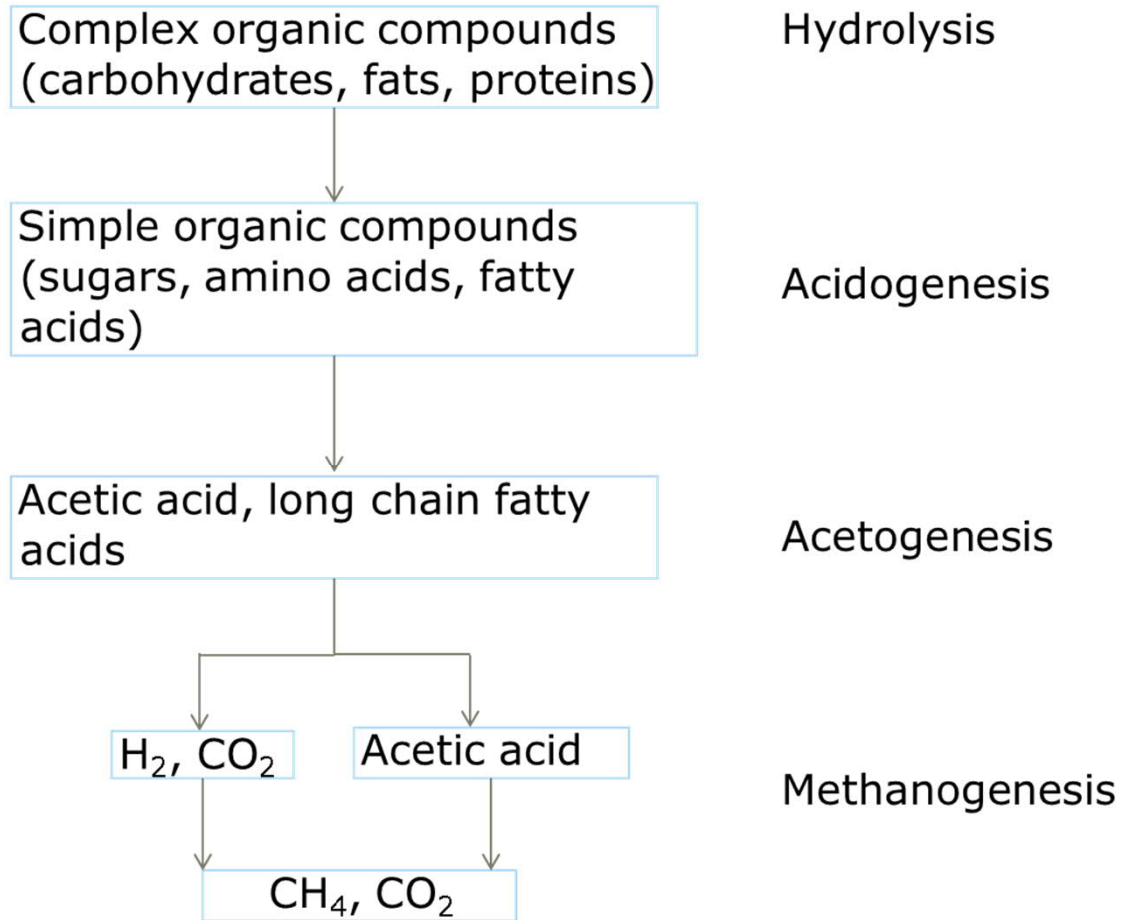 Complex organic compounds
(carbohydrates, fats, proteins)
Hydrolysis
Simple organic compounds
(sugars, amino acids, fatty
acids)
Acidogenesis
Acetic acid, long chain fatty
acids
Acetogenesis
H₂, CO₂
Acetic acid
Methanogenesis
CH₄, CO₂